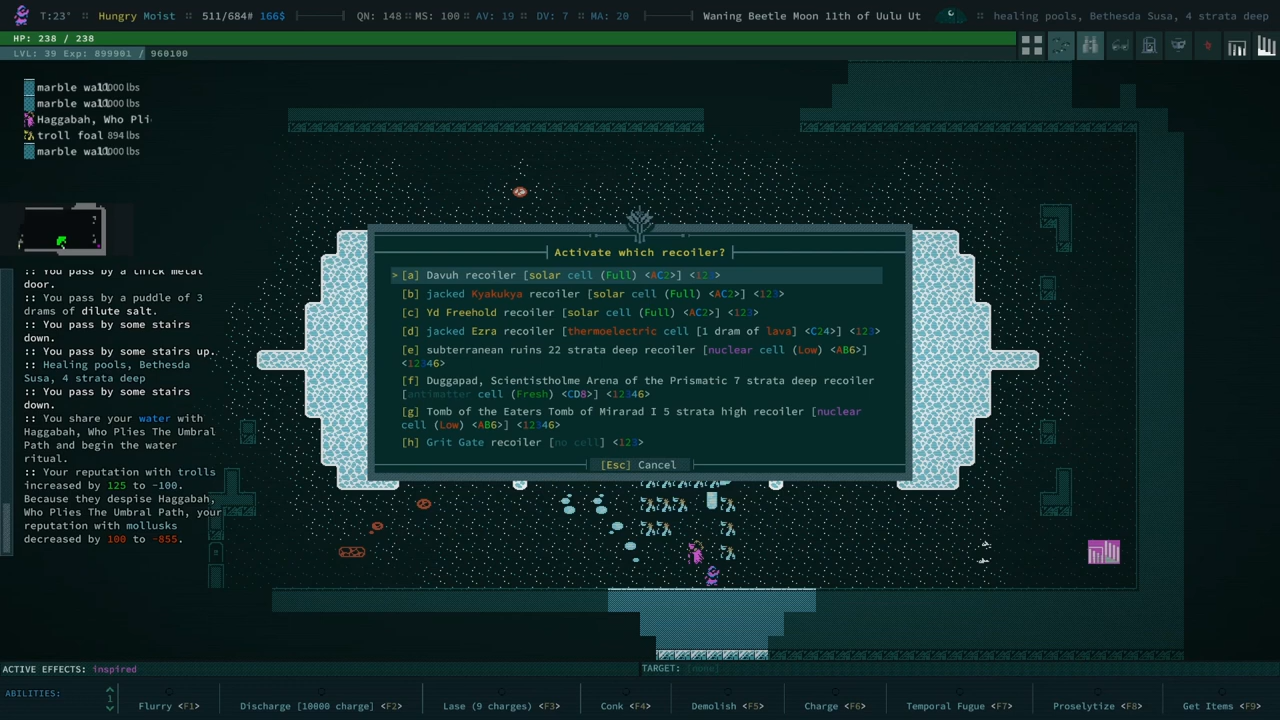 T:23° :: Hungry Moist :: 511/684# 166$ QN: 148 :: MS: 100 :: AV: 19 :: DV: 7 :: MA: 20 Waning Beetle Moon 11th of Uulu Ut :: healing pools, Bethesda Susa, 4 strata deep
HP: 238 / 238
LVL: 39 Exp: 899901 / 960100
marble wall
marble wall
Haggabah, Who Pli
troll foal 894 lbs
marble wall
:: You pass by a thick metal
door.
:: You pass by a puddle of 3
drams of dilute salt.
:: You pass by some stairs
down.
:: You pass by some stairs up.
:: Healing pools, Bethesda
Susa, 4 strata deep
:: You pass by some stairs
down.
:: You share your water with
Haggabah, Who Plies The Umbral
Path and begin the water
ritual.
:: Your reputation with trolls
increased by 125 to -100.
Because they despise Haggabah,
Who Plies The Umbral Path, your
reputation with mollusks
decreased by 100 to -855.
Activate which recoiler?
> [a] Davuh recoiler [solar cell (Full) <AC2>] <123>
[b] jacked Kyakukya recoiler [solar cell (Full) <AC2>] <123>
[c] Yd Freehold recoiler [solar cell (Full) <AC2>] <123>
[d] jacked Ezra recoiler [thermoelectric cell [1 dram of lava] <C24>] <123>
[e] subterranean ruins 22 strata deep recoiler [nuclear cell (Low) <AB6>]
<12346>
[f] Duggapad, Scientistholme Arena of the Prismatic 7 strata deep recoiler
[antimatter cell (Fresh) <CD8>] <12346>
[g] Tomb of the Eaters Tomb of Mirarad I 5 strata high recoiler [nuclear
cell (Low) <AB6>] <12346>
[h] Grit Gate recoiler [no cell] <123>
[Esc] Cancel
ACTIVE EFFECTS: inspired
TARGET: [none]
ABILITIES: 1 Flurry <F1> Discharge [10000 charge] <F2> Lase (9 charges) <F3> Conk <F4> Demolish <F5> Charge <F6> Temporal Fugue <F7> Proselytize <F8> Get Items <F9>